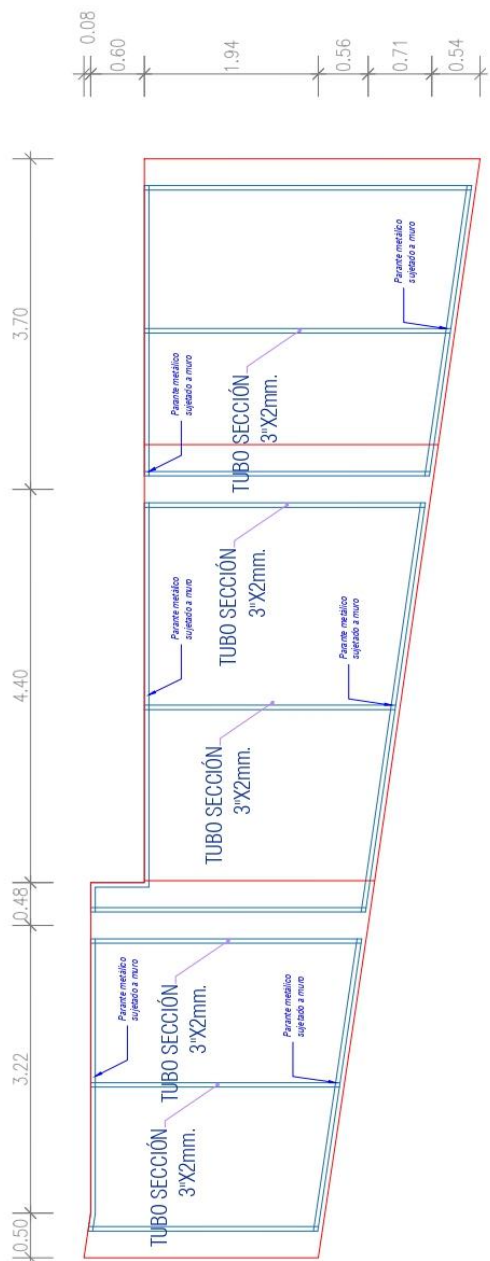 0.08
0.60
1.94
0.56
0.71
0.54
3.70
4.40
0.48
3.22
0.50
Parante metálico
sujetado a muro
Parante metálico
sujetado a muro
TUBO SECCIÓN
3"X2mm.
Parante metálico
sujetado a muro
TUBO SECCIÓN
3"X2mm.
Parante metálico
sujetado a muro
TUBO SECCIÓN
3"X2mm.
Parante metálico
sujetado a muro
TUBO SECCIÓN
3"X2mm.
Parante metálico
sujetado a muro
TUBO SECCIÓN
3"X2mm.